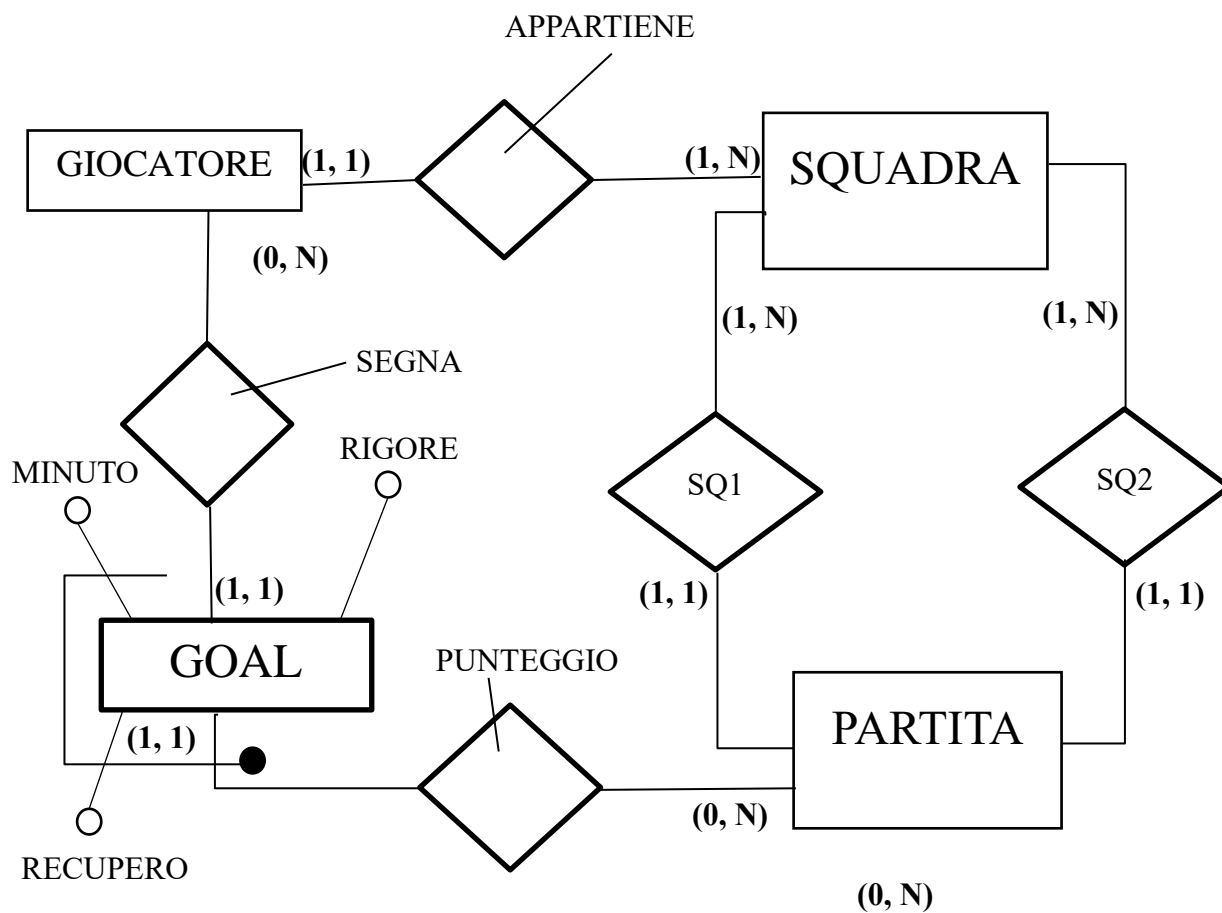 APPARTIENE
GIOCATORE
(1, 1)
(1, N)
SQUADRA
(0, N)
(1, N)
(1, N)
SEGNA
MINUTO
RIGORE
SQ1
SQ2
(1, 1)
(1, 1)
(1, 1)
GOAL
PUNTEGGIO
(1, 1)
PARTITA
(0, N)
RECUPERO
(0, N)